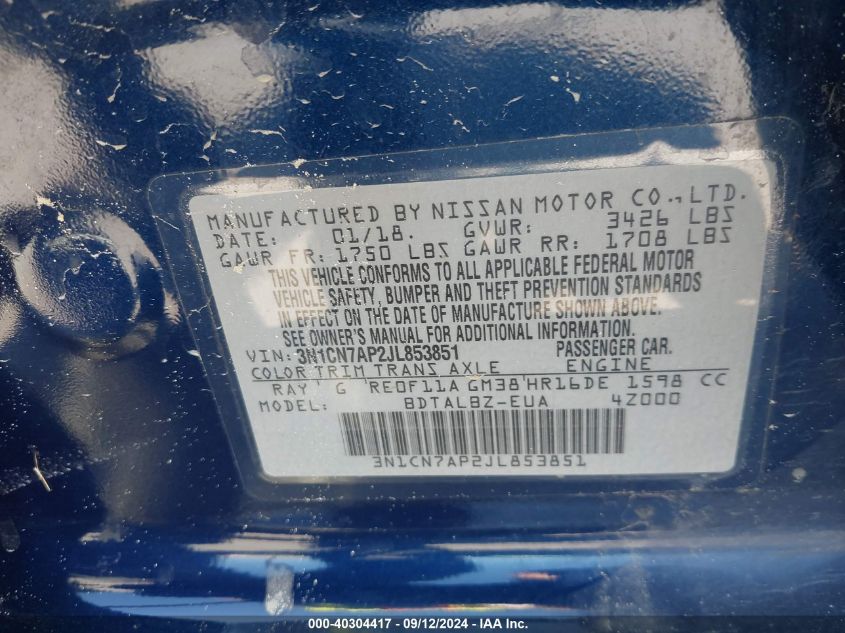 MANUFACTURED BY NISSAN MOTOR CO., LTD.
DATE: 01/18. GVWR: 3426 LBS
GAWR FR: 1750 LBS GAWR RR: 1708 LBS
THIS VEHICLE CONFORMS TO ALL APPLICABLE FEDERAL MOTOR
VEHICLE SAFETY, BUMPER AND THEFT PREVENTION STANDARDS
IN EFFECT ON THE DATE OF MANUFACTURE SHOWN ABOVE.
SEE OWNER'S MANUAL FOR ADDITIONAL INFORMATION.
VIN: 3N1CN7AP2JL853851 PASSENGER CAR.
COLOR TRIM TRANS AXLE ENGINE
RAY G RE0F11A GM38 HR16DE 1598 CC
MODEL: BDTALBZ-EUA 4Z000
3N1CN7AP2JL853851
000-40304417 - 09/12/2024 - IAA Inc.